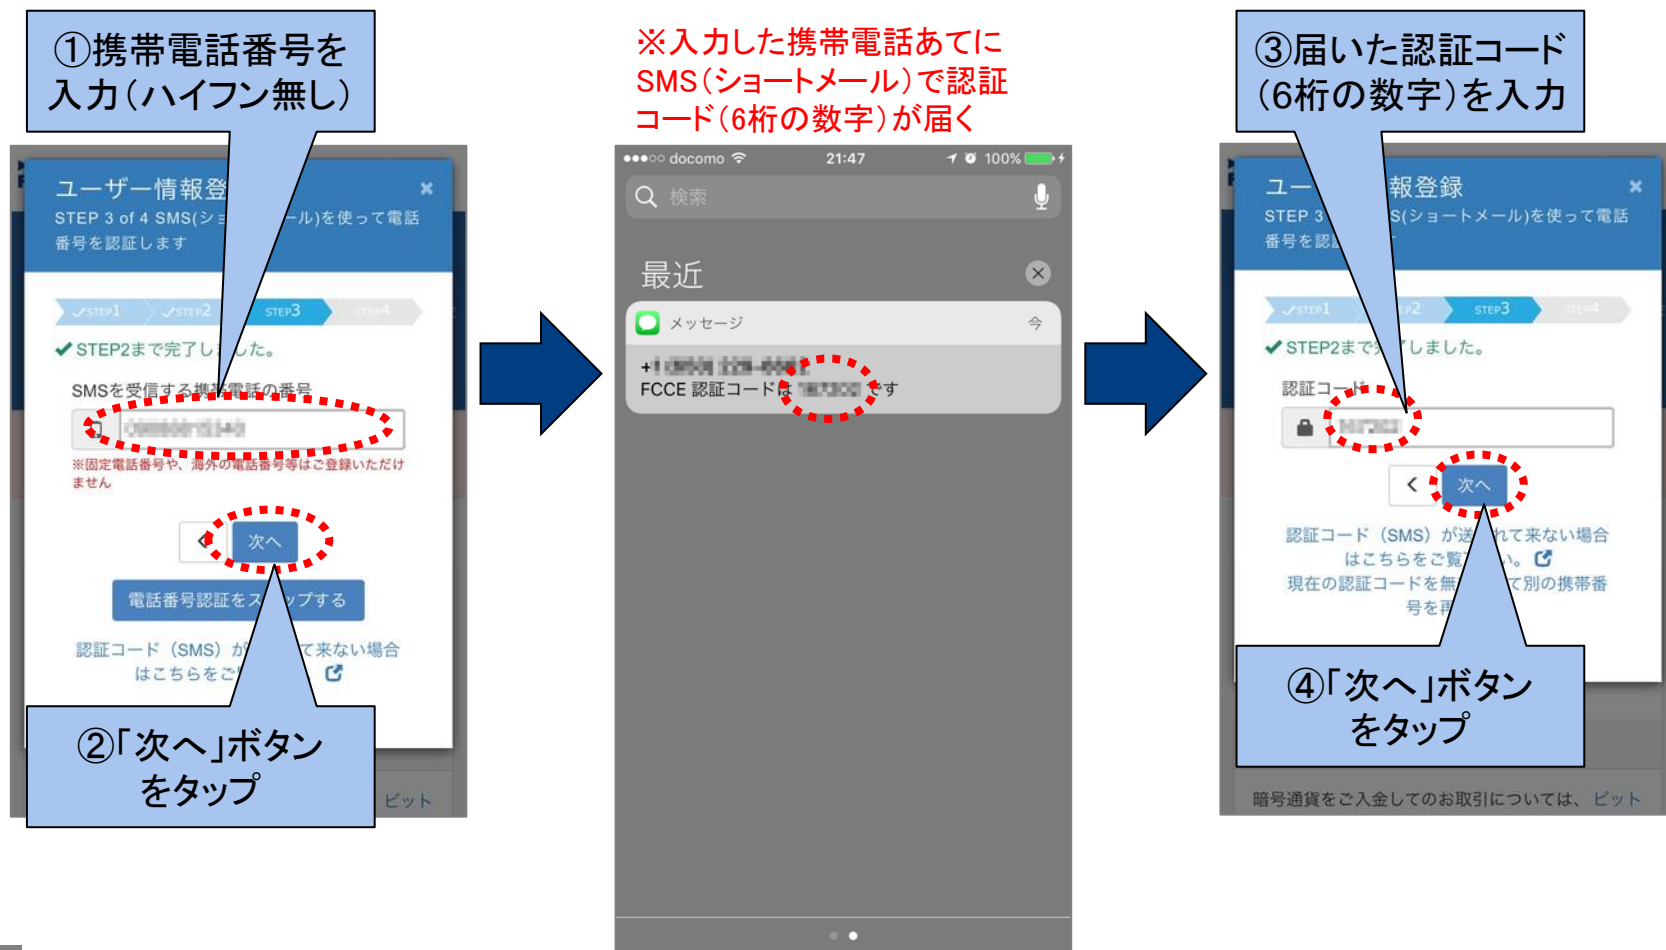 ①携帯電話番号を
入力(ハイフン無し)
ユーザー情報登
STEP 3 of 4 SMS(ショ ール)を使って電話
番号を認証します
STEP1
STEP2
STEP3
STEP4
STEP2まで完了しました。
SMSを受信する携帯電話の番号
※固定電話番号や、海外の電話番号等はご登録いただけ
ません
次へ
電話番号認証をス ップする
認証コード（SMS）が て来ない場合
はこちらをご
②「次へ」ボタン
をタップ
ビット
※入力した携帯電話あてに
SMS(ショートメール)で認証
コード(6桁の数字)が届く
docomo 21:47 100%
検索
最近
メッセージ 今
FCCE 認証コードは です
③届いた認証コード
(6桁の数字)を入力
ユー 報登録
STEP 3 S(ショートメール)を使って電話
番号を認 す
STEP1
P2
STEP3
STEP4
STEP2まで完了しました。
認証コード
次へ
認証コード（SMS）が送 れて来ない場合
はこちらをご覧 い。
現在の認証コードを無 て別の携帯番
号を再
④「次へ」ボタン
をタップ
暗号通貨をご入金してのお取引については、 ビット